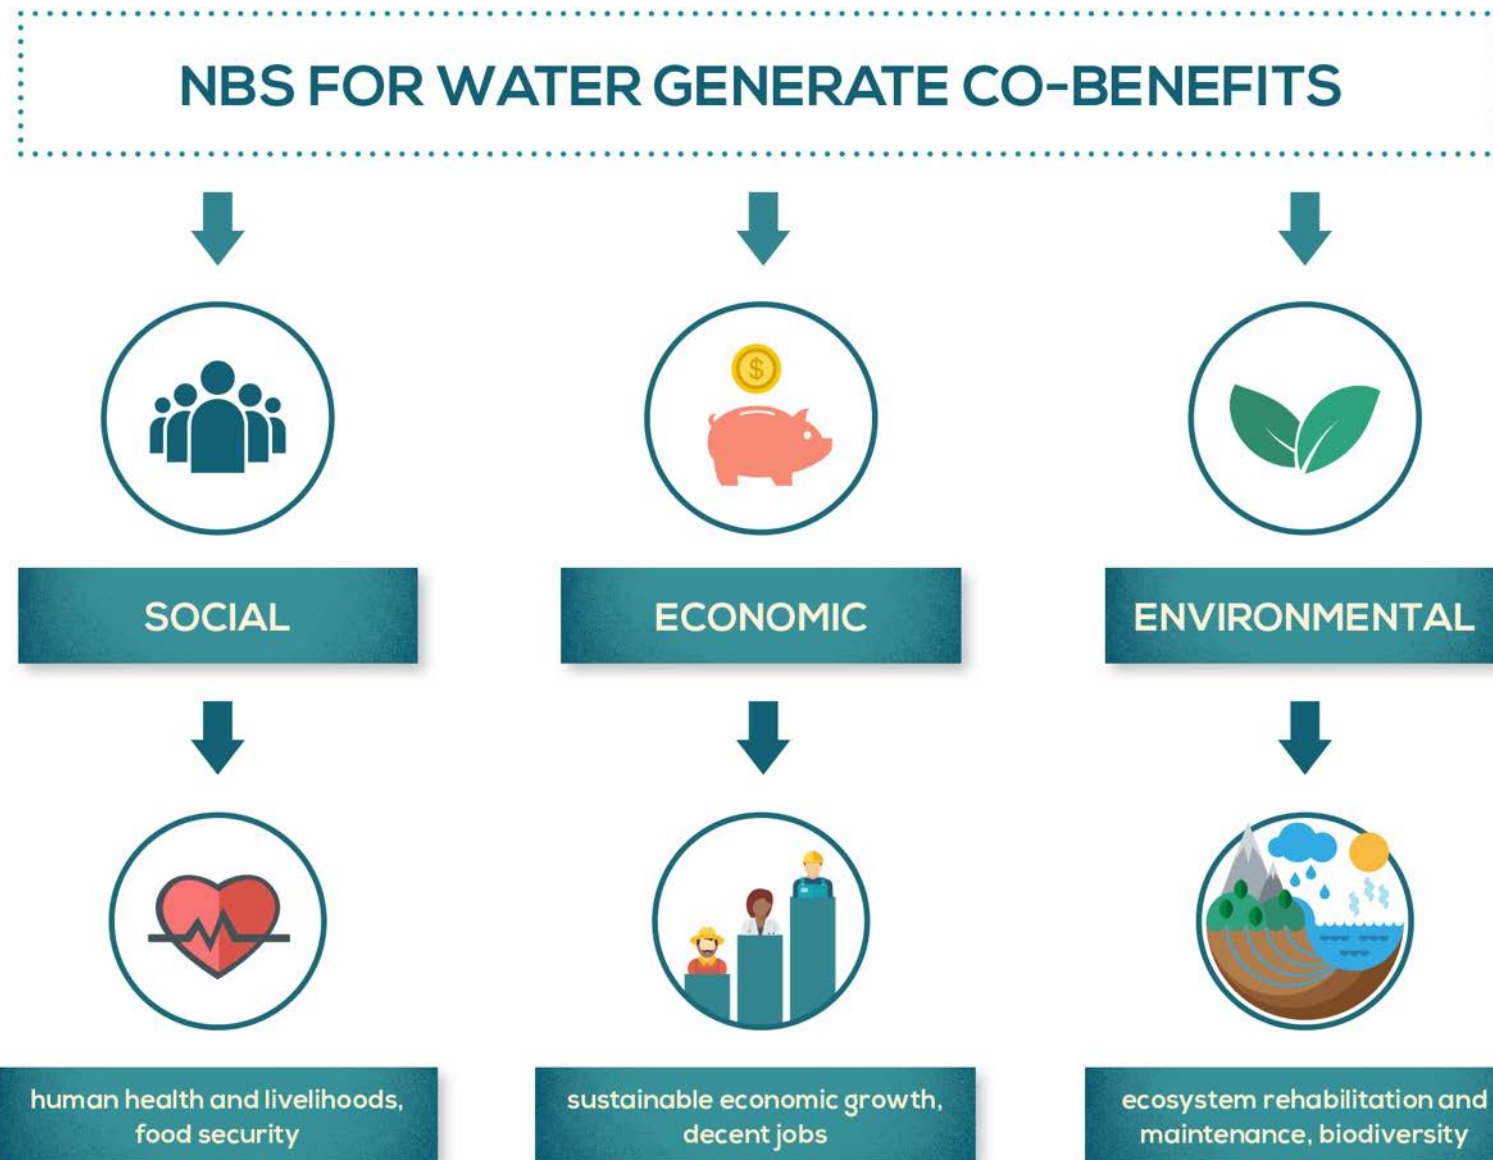 NBS FOR WATER GENERATE CO-BENEFITS
$
SOCIAL
ECONOMIC
ENVIRONMENTAL
human health and livelihoods,
food security
sustainable economic growth,
decent jobs
ecosystem rehabilitation and
maintenance, biodiversity